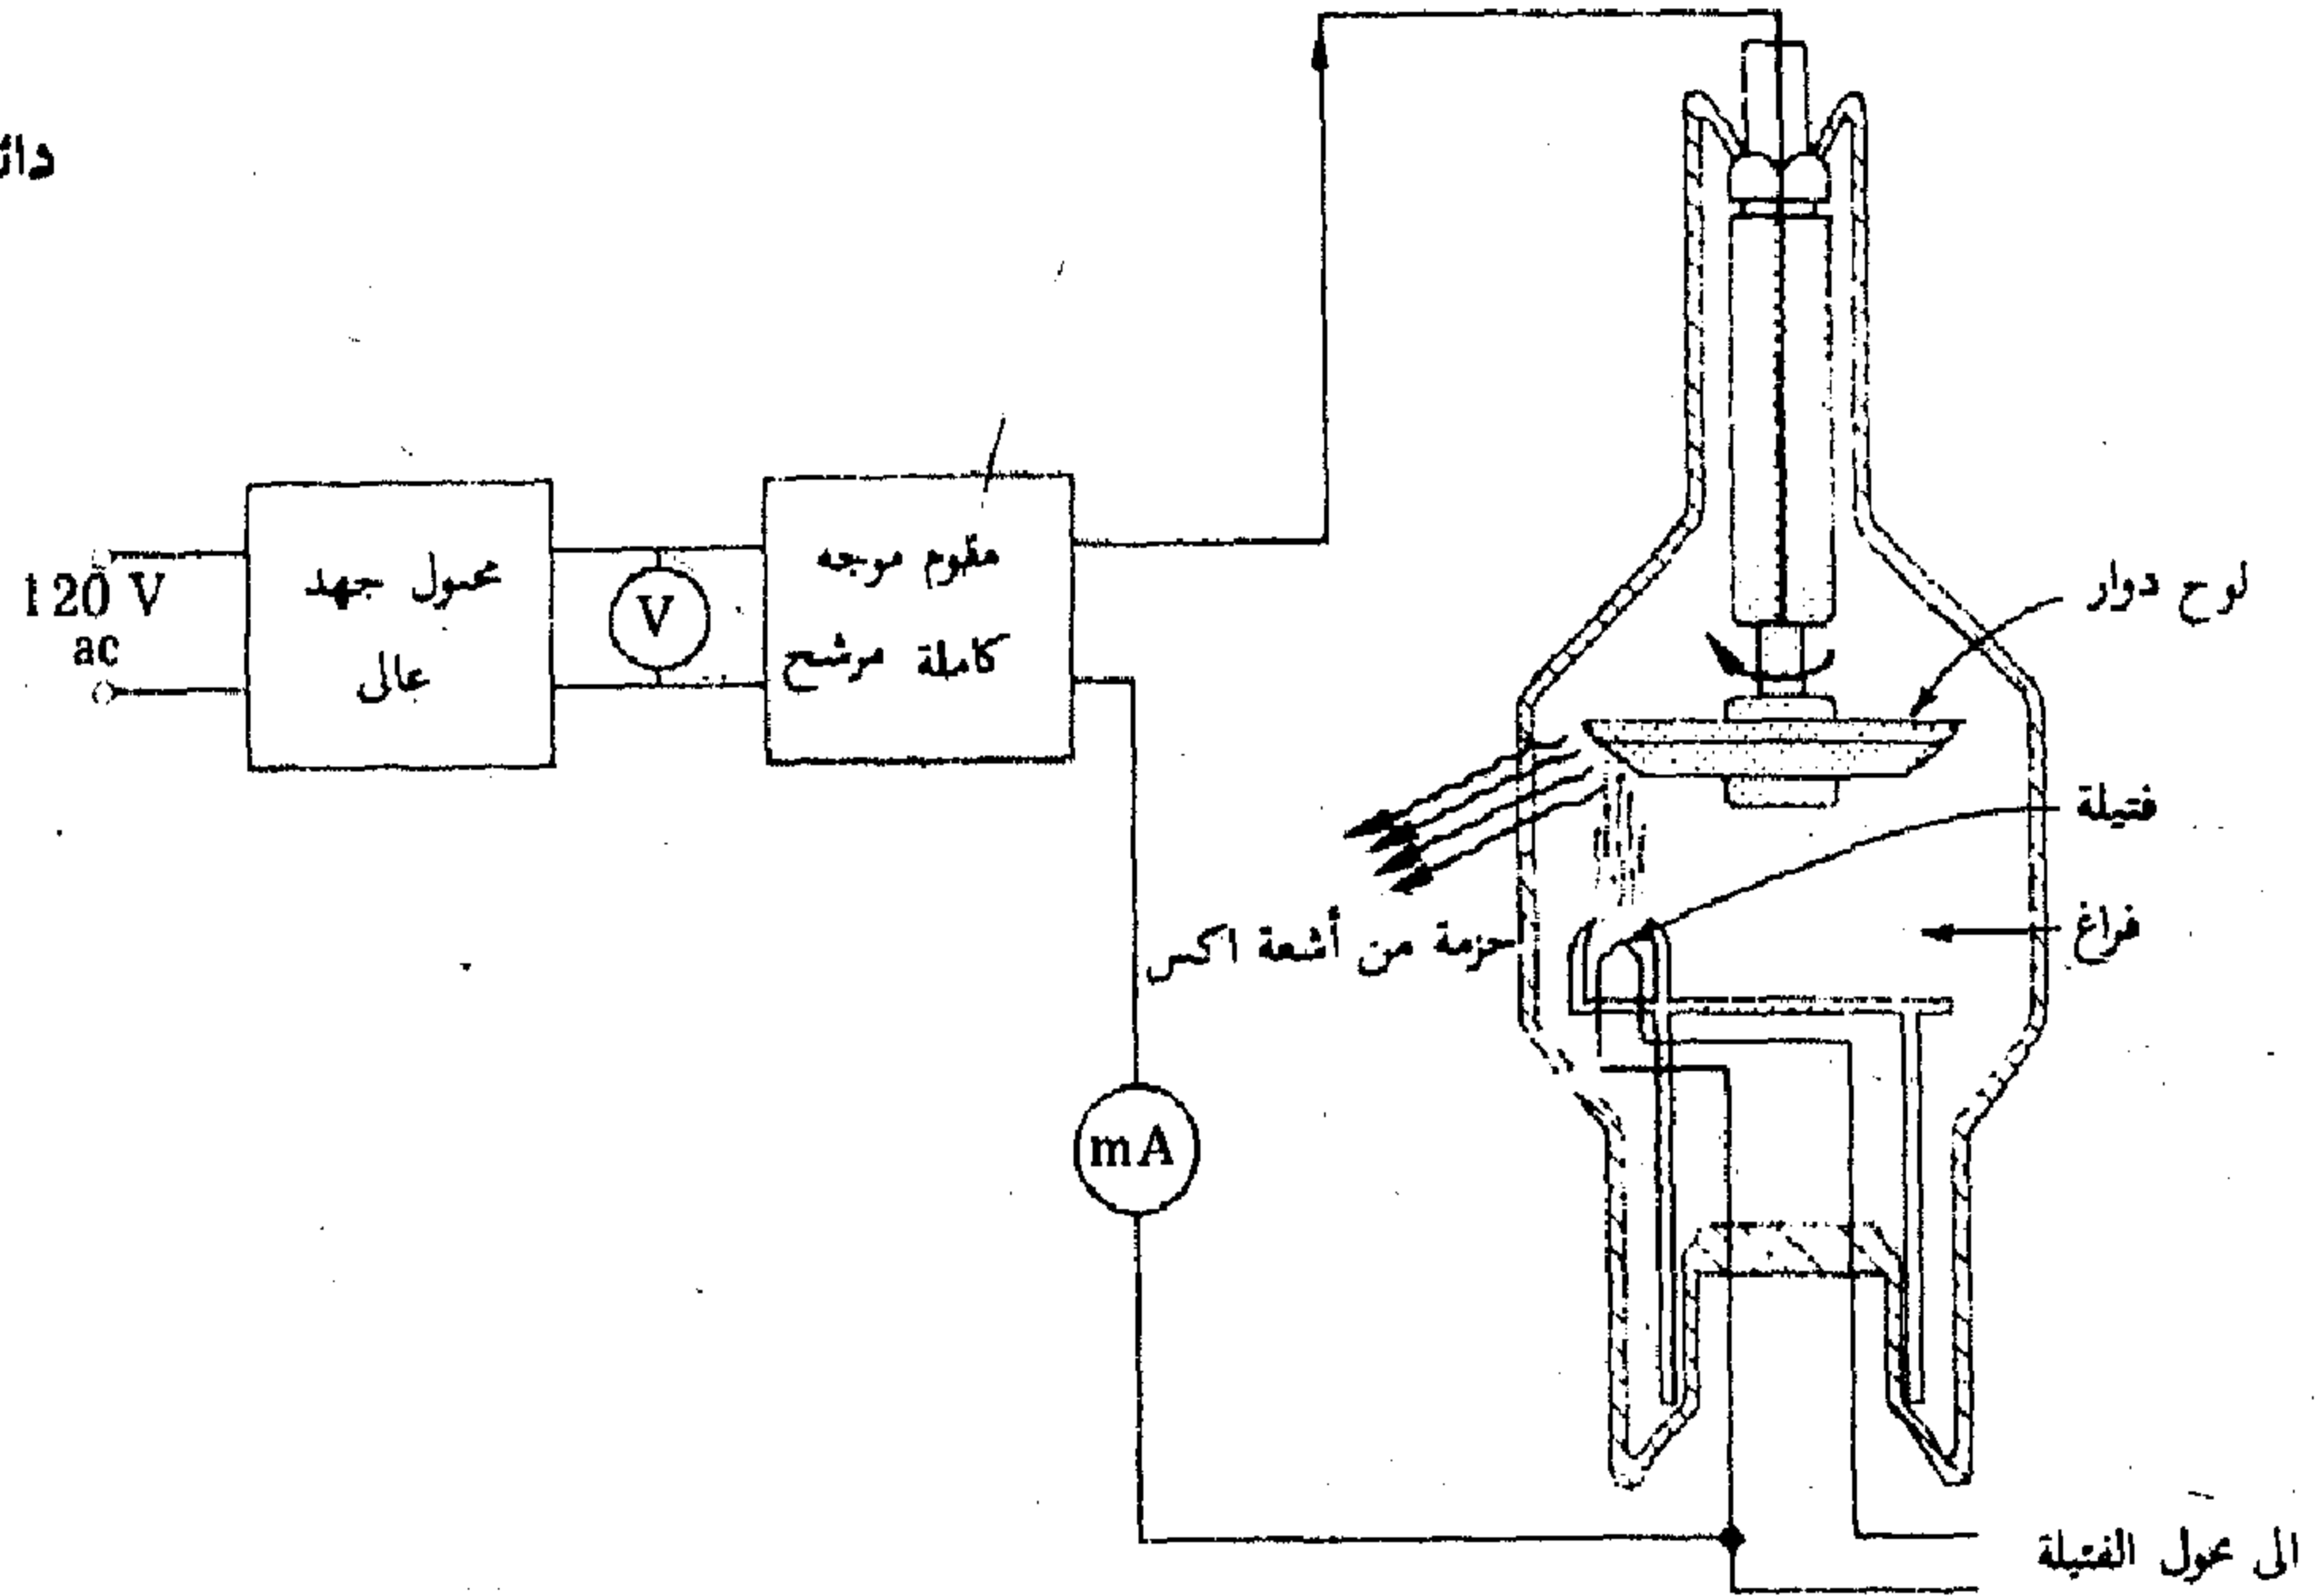 120 V
ac
محول جهد
عالى
V
مقوم موجه
كاملة مرشح
لوح دوار
فتيلة
فراغ
حزمة من أشعة اكس
mA
الى محول الفتيلة